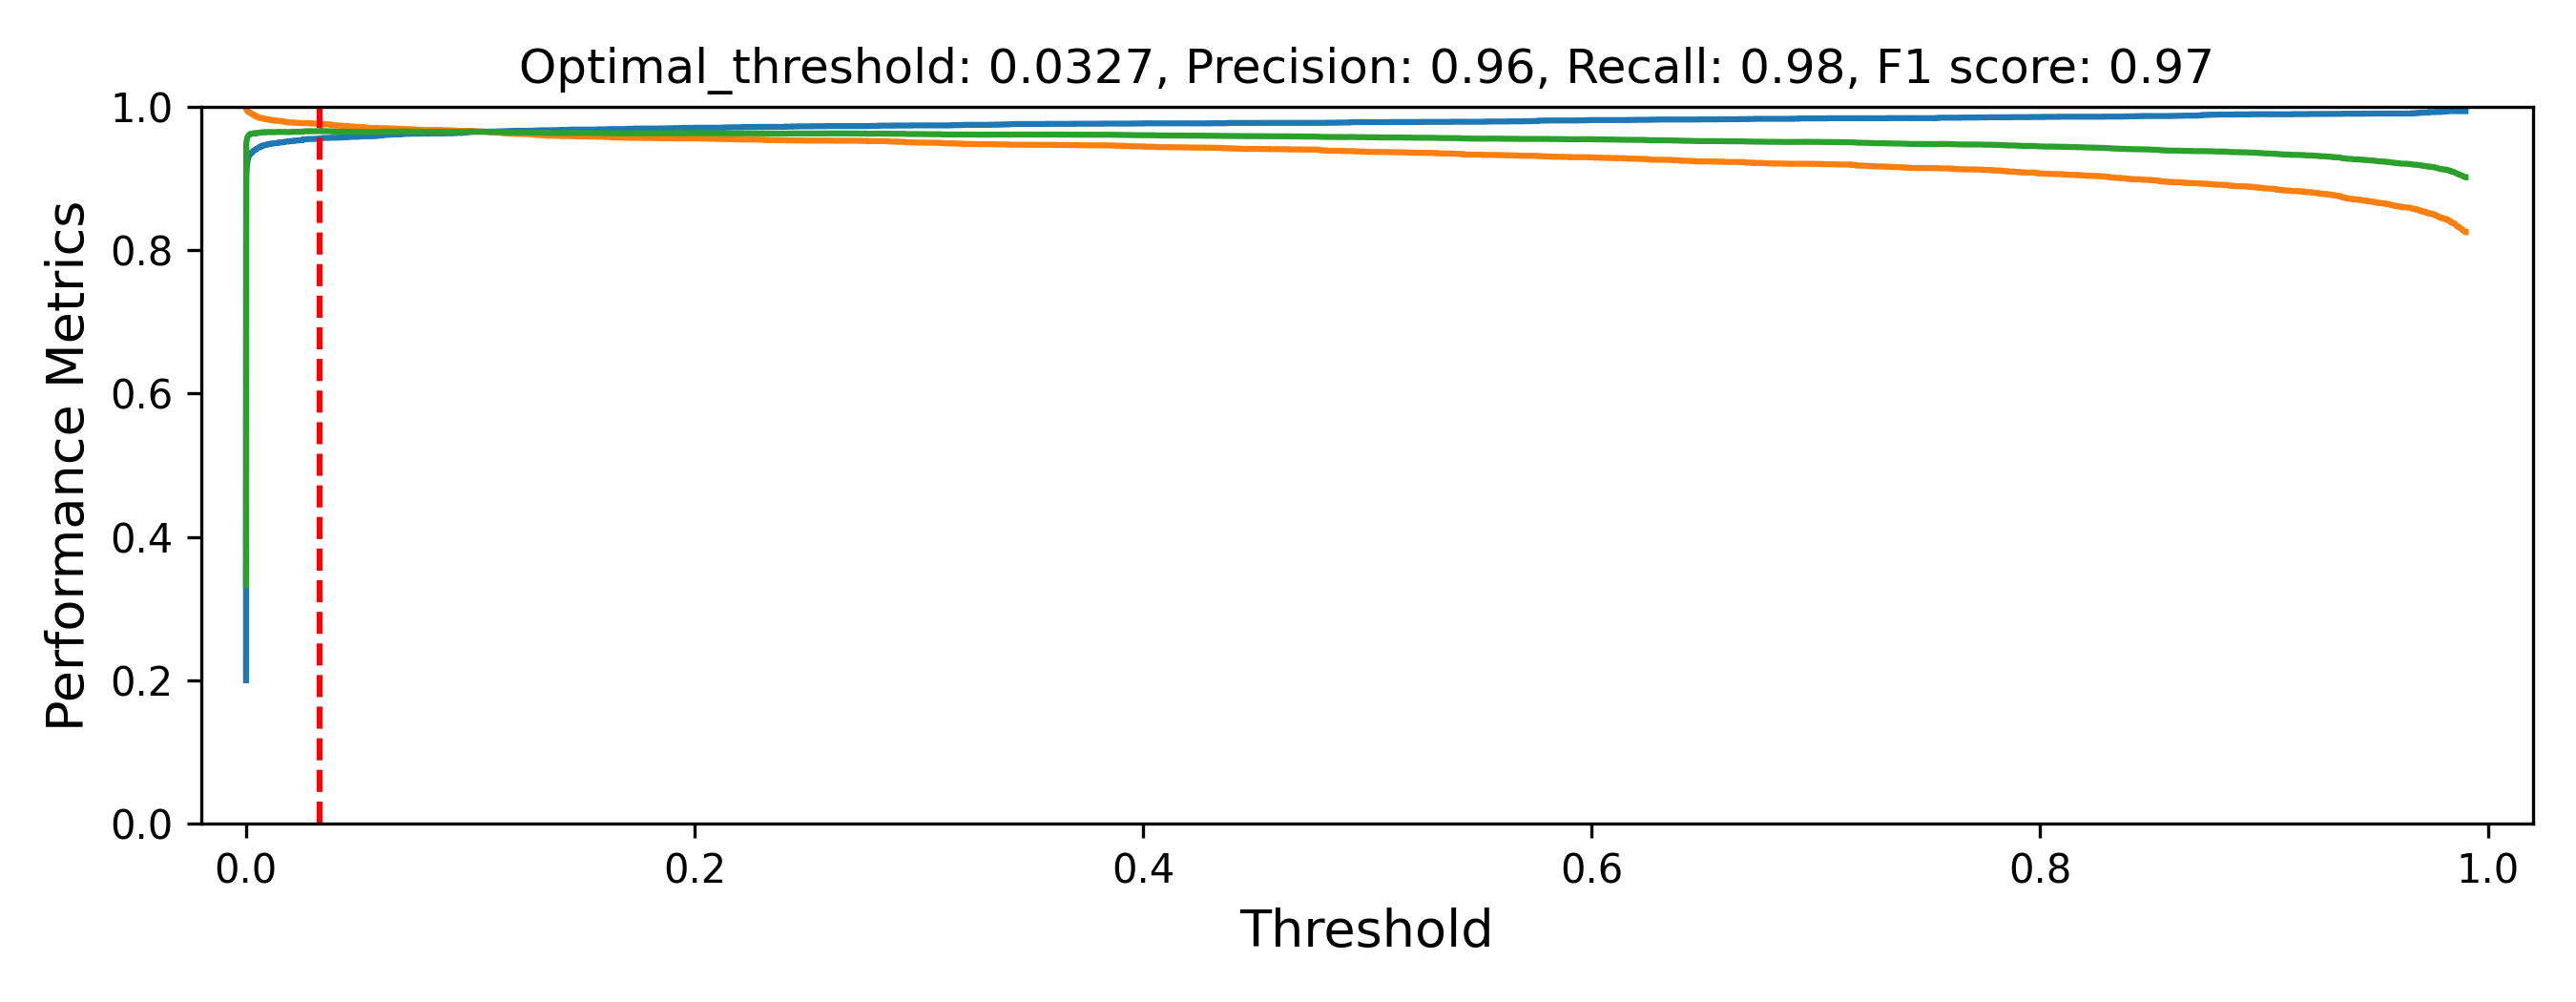 Optimal_threshold: 0.0327, Precision: 0.96, Recall: 0.98, F1 score: 0.97
1.0
0.8
0.6
0.4
0.2
0.0
Performance Metrics
0.0 0.2 0.4 0.6 0.8 1.0
Threshold